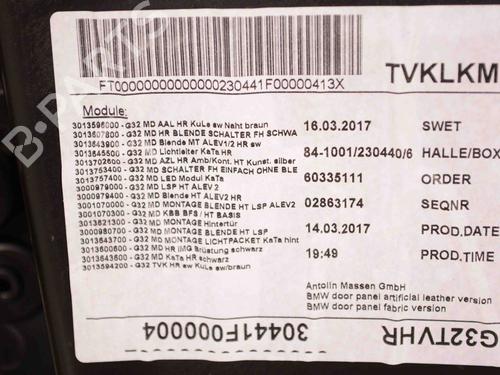 B-PARTS
FT00000000000000230441F00000413X
TVKLKM
Module:
3013596000 - G32 MD AAL HR KuLe sw Naht braun
3013607800 - G32 MD HR BLENDE SCHALTER FH SCHWA
3013643900 - G32 MD Blende MT ALEV1/2 HR sw
3013645500 - G32 MD Lichtleiter KaTa HR
3013702600 - G32 MD AZL HR Amb/Kont. HT Kunst. silber
3013753400 - G32 MD SCHALTER FH EINFACH OHNE BLE
3013757400 - G32 MD LED Modul KaTa
3000979000 - G32 MD LSP HT ALEV 2
3000979400 - G32 MD Blende HT ALEV2 HR
3001070000 - G32 MD MONTAGE BLENDE HT LSP ALEV2
3001070300 - G32 MD KBB BFS / HT BASIS
3013621300 - G32 MD MONTAGE Hintertür
3000980700 - G32 MD MONTAGE BLENDE HT LSP
3013643700 - G32 MD MONTAGE LICHTPACKET KaTa hint
3013600600 - G32 MD HR IMG Brüstung schwarz
3013643600 - G32 MD KaTa HR schwarz
3013594200 - G32 TVK HR sw KuLe sw/braun
16.03.2017 SWET
84-1001/230440/6 HALLE/BOX
60335111 ORDER
02863174 SEQNR
14.03.2017 PROD.DATE
19:49 PROD.TIME
Antolin Massen GmbH
BMW door panel artificial leather version
BMW door panel fabric version
30441F000004
G32TVHR